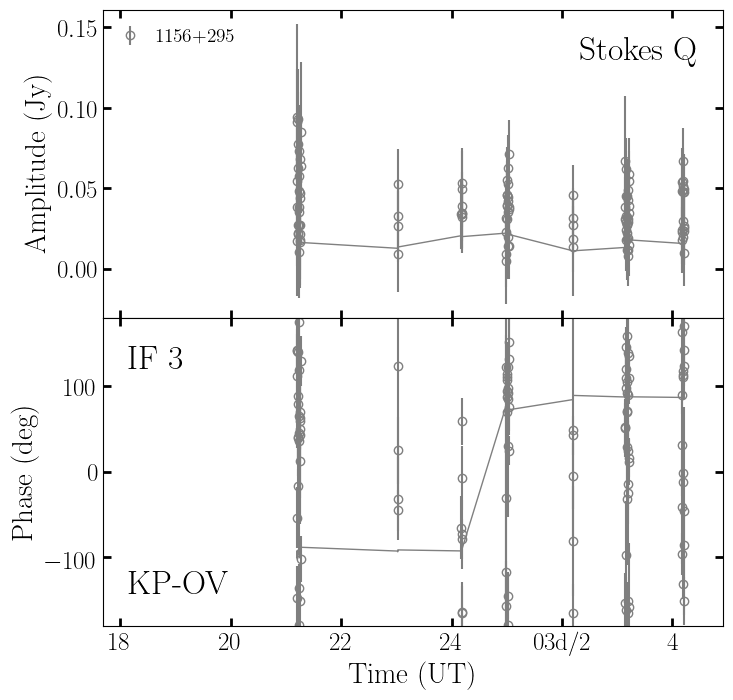 1156+295
Stokes Q
0.15
0.10
0.05
0.00
Amplitude (Jy)
IF 3
100
0
−100
Phase (deg)
KP-OV
18 20 22 24 03d/2 4
Time (UT)